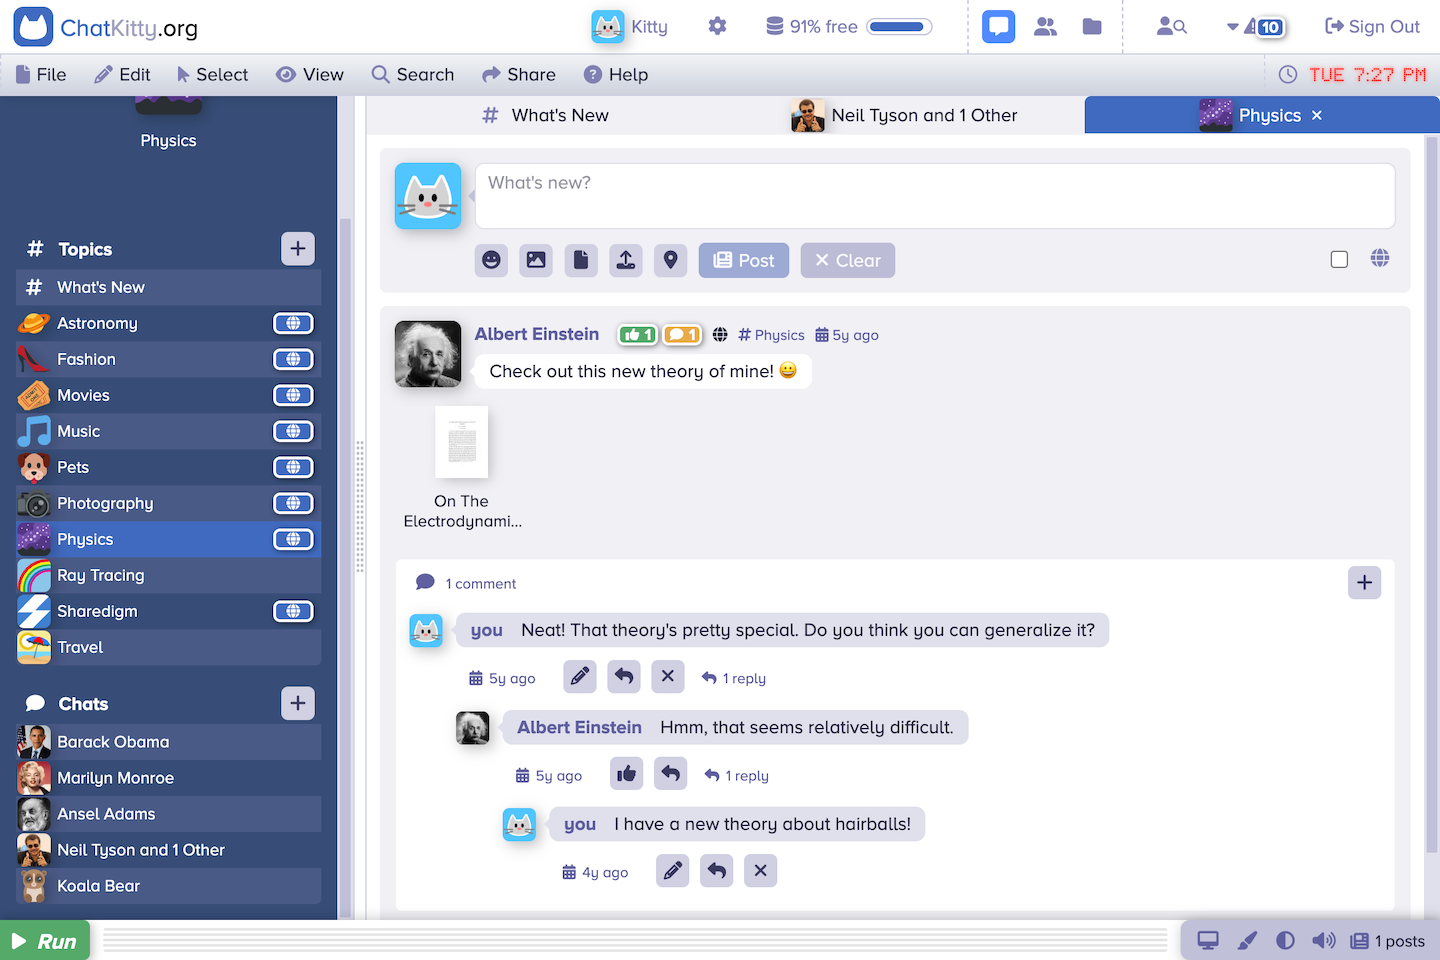 ChatKitty.org
Kitty
91% free
10
Sign Out
File
Edit
Select
View
Search
Share
Help
TUE 7:27 PM
Physics
Topics
What's New
Astronomy
Fashion
Movies
Music
Pets
Photography
Physics
Ray Tracing
Sharedigm
Travel
Chats
Barack Obama
Marilyn Monroe
Ansel Adams
Neil Tyson and 1 Other
Koala Bear
What's New
Neil Tyson and 1 Other
Physics
What's new?
Post
Clear
Albert Einstein 1 1 Physics 5y ago
Check out this new theory of mine!
On The
Electrodynami...
1 comment
you Neat! That theory's pretty special. Do you think you can generalize it?
5y ago 1 reply
Albert Einstein Hmm, that seems relatively difficult.
5y ago 1 reply
you I have a new theory about hairballs!
4y ago
Run
1 posts